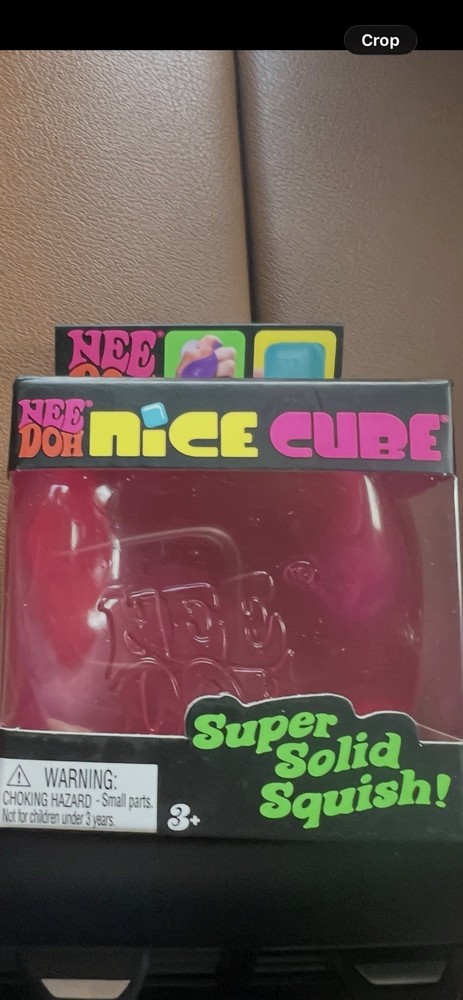 Crop
NEE
NEE DOH nice CUBE
NEE
Super
Solid
Squish!
WARNING:
CHOKING HAZARD - Small parts.
Not for children under 3 years.
3+